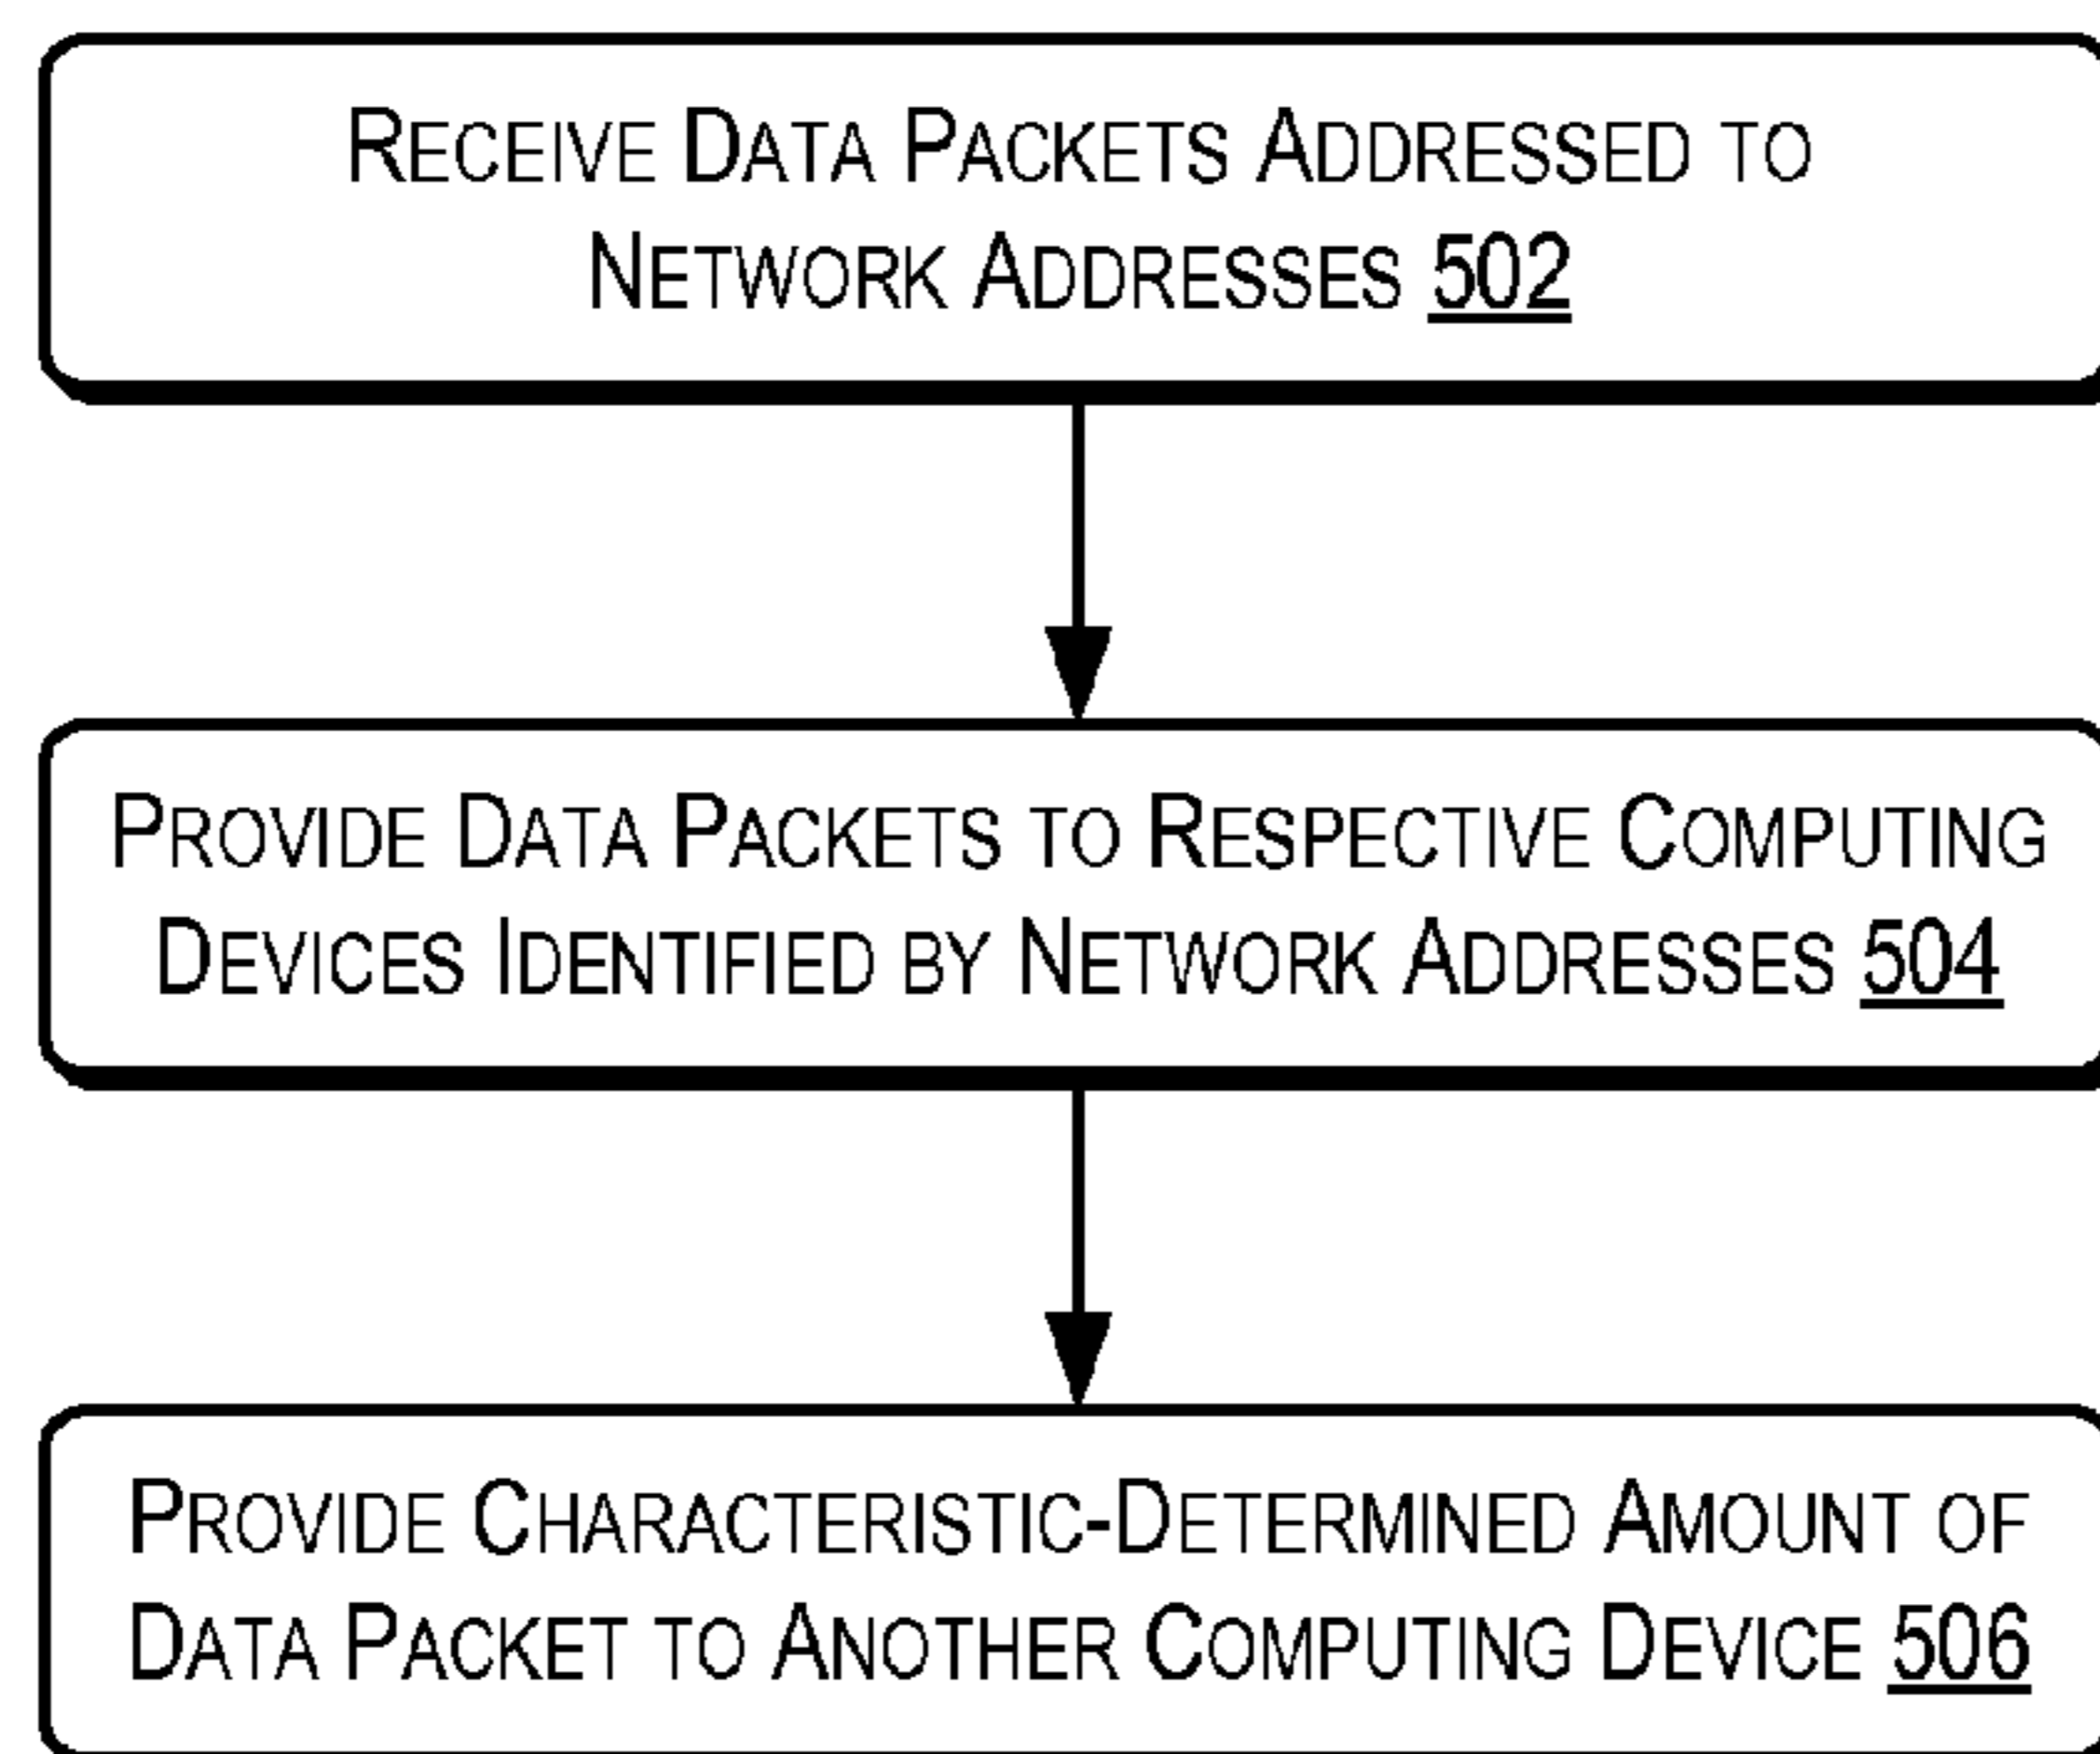 RECEIVE DATA PACKETS ADDRESSED TO
NETWORK ADDRESSES 502
PROVIDE DATA PACKETS TO RESPECTIVE COMPUTING
DEVICES IDENTIFIED BY NETWORK ADDRESSES 504
PROVIDE CHARACTERISTIC-DETERMINED AMOUNT OF
DATA PACKET TO ANOTHER COMPUTING DEVICE 506